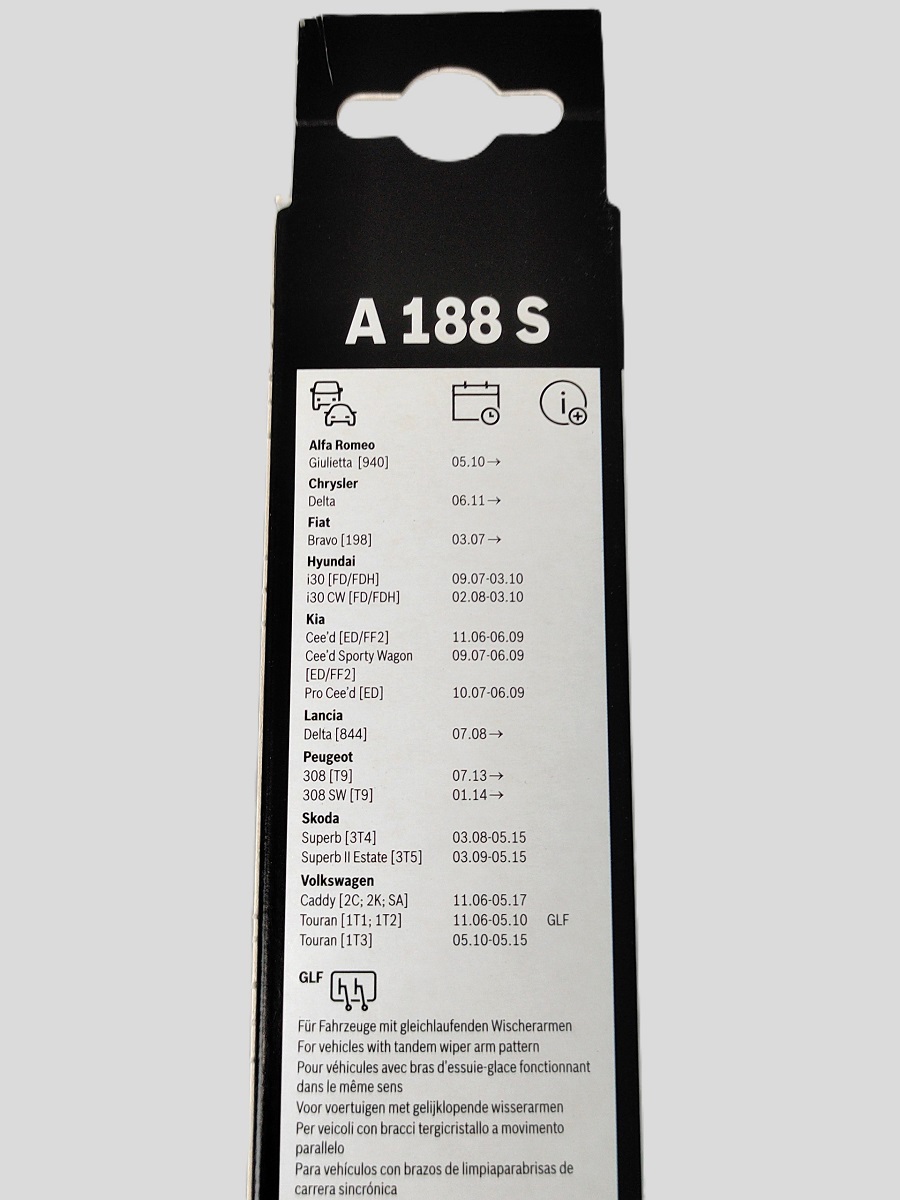 A 188 S
Alfa Romeo
Giulietta [940] 05.10→
Chrysler
Delta 06.11→
Fiat
Bravo [198] 03.07→
Hyundai
i30 [FD/FDH] 09.07-03.10
i30 CW [FD/FDH] 02.08-03.10
Kia
Cee'd [ED/FF2] 11.06-06.09
Cee'd Sporty Wagon 09.07-06.09
[ED/FF2]
Pro Cee'd [ED] 10.07-06.09
Lancia
Delta [844] 07.08→
Peugeot
308 [T9] 07.13→
308 SW [T9] 01.14→
Skoda
Superb [3T4] 03.08-05.15
Superb II Estate [3T5] 03.09-05.15
Volkswagen
Caddy [2C; 2K; SA] 11.06-05.17
Touran [1T1; 1T2] 11.06-05.10 GLF
Touran [1T3] 05.10-05.15
GLF
Für Fahrzeuge mit gleichlaufenden Wischerarmen
For vehicles with tandem wiper arm pattern
Pour véhicules avec bras d'essuie-glace fonctionnant
dans le même sens
Voor voertuigen met gelijklopende wisserarmen
Per veicoli con bracci tergicristallo a movimento
parallelo
Para vehículos con brazos de limpiaparabrisas de
carrera sincrónica